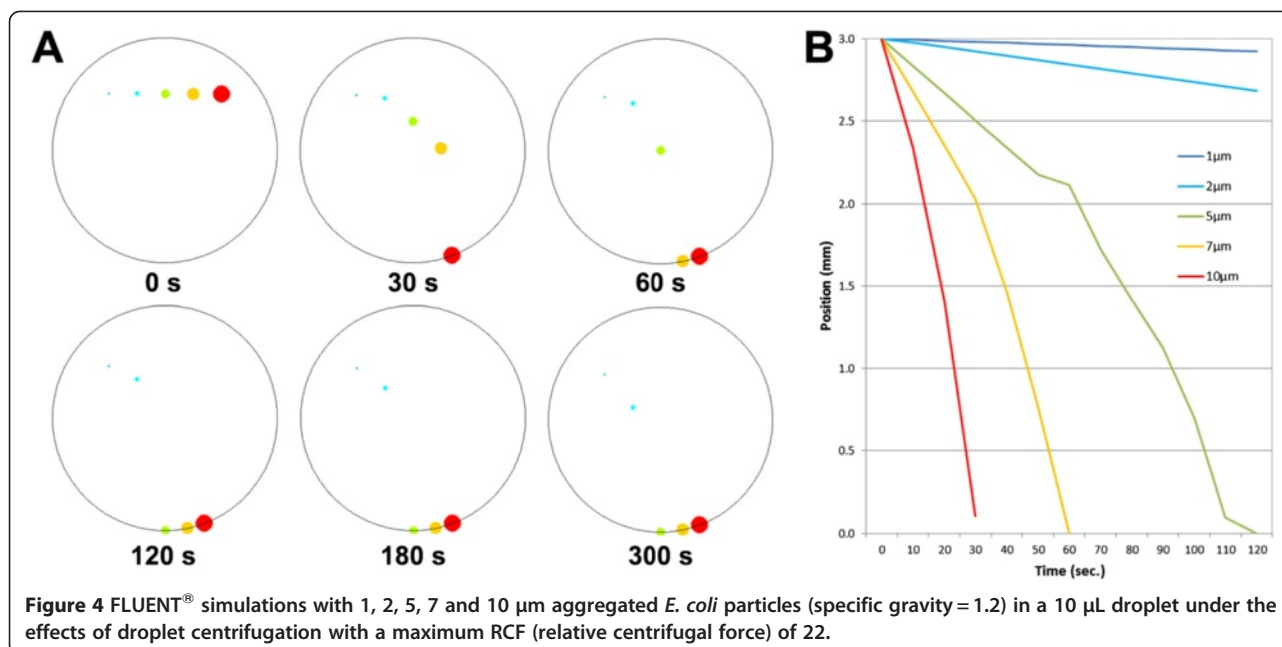 A
0 s
30 s
60 s
120 s
180 s
300 s
B
Position (mm)
3.0
2.5
2.0
1.5
1.0
0.5
0.0
1µm
2µm
5µm
7µm
10µm
0 10 20 30 40 50 60 70 80 90 100 110 120
Time (sec.)
Figure 4 FLUENT® simulations with 1, 2, 5, 7 and 10 μm aggregated E. coli particles (specific gravity = 1.2) in a 10 μL droplet under the
effects of droplet centrifugation with a maximum RCF (relative centrifugal force) of 22.